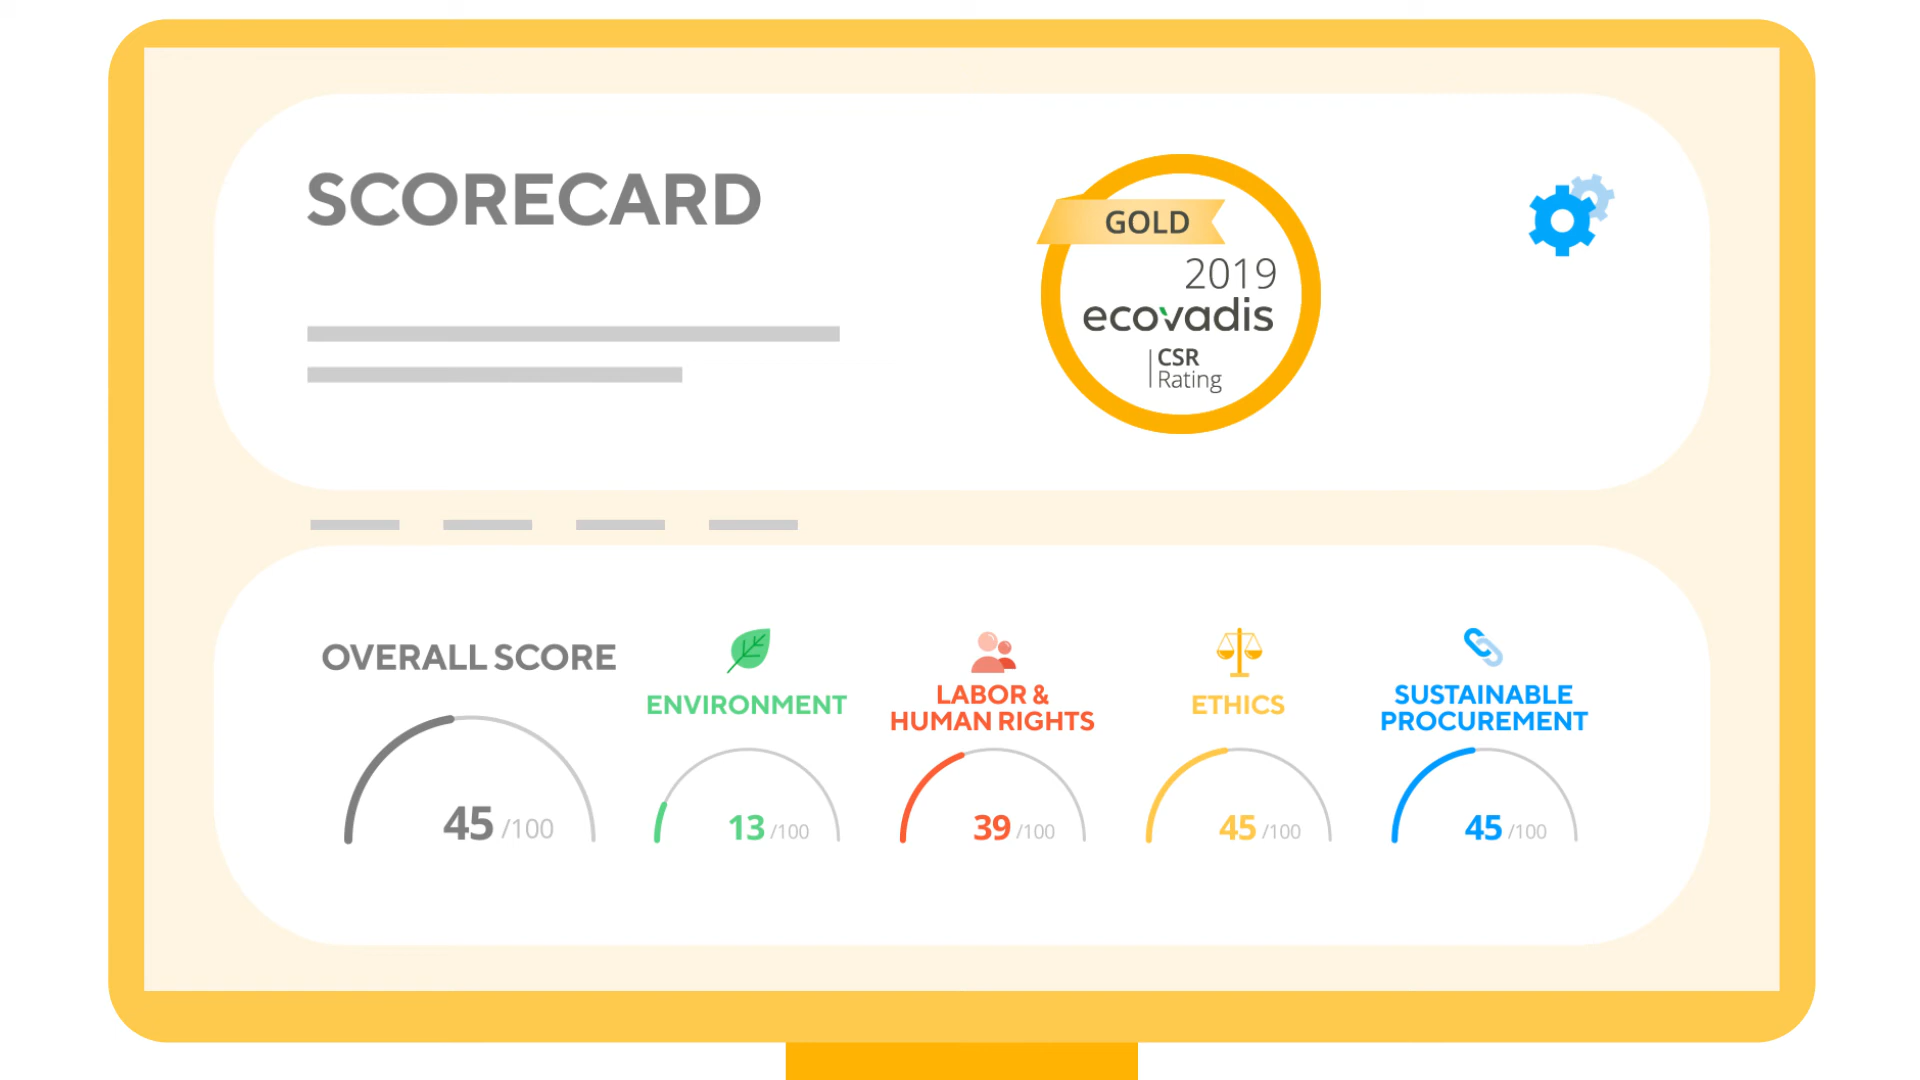 SCORECARD
GOLD
2019
ecovadis
CSR
Rating
OVERALL SCORE
45 /100
ENVIRONMENT
13 /100
LABOR &
HUMAN RIGHTS
39 /100
ETHICS
45 /100
SUSTAINABLE
PROCUREMENT
45 /100